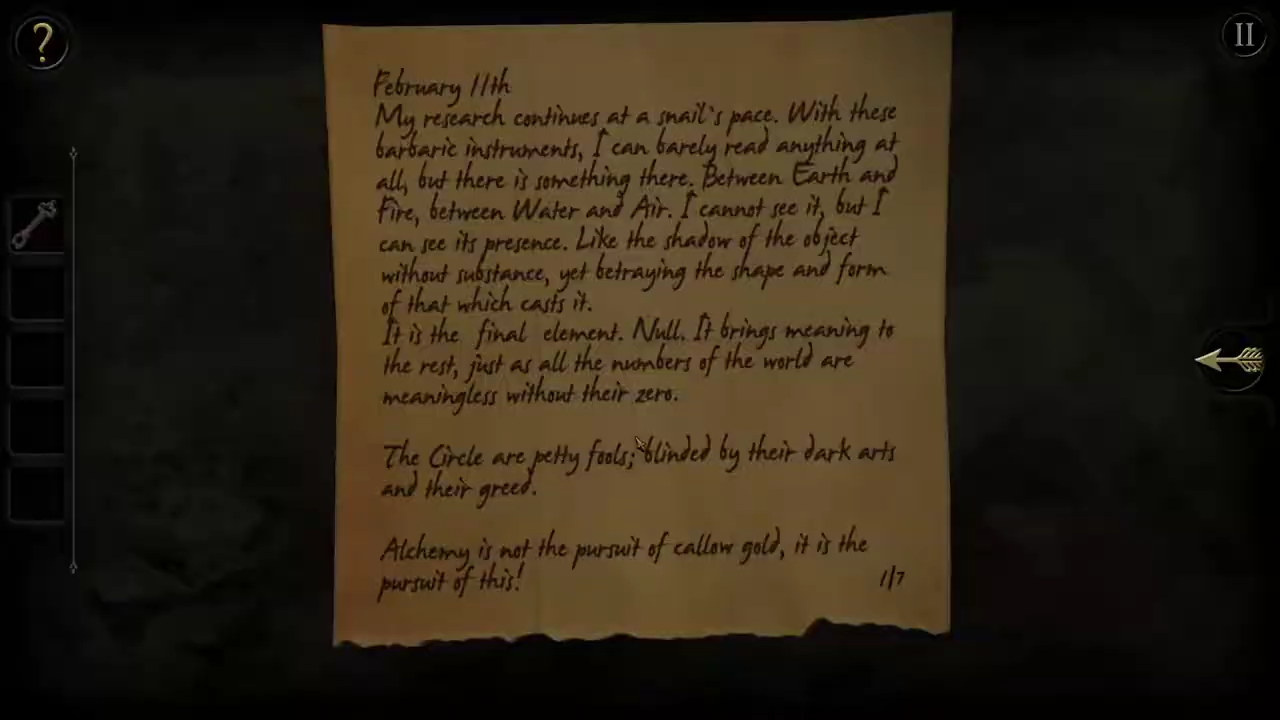 ?
II
February 11th
My research continues at a snail's pace. With these
barbaric instruments, I can barely read anything at
all, but there is something there. Between Earth and
Fire, between Water and Air. I cannot see it, but I
can see its presence. Like the shadow of the object
without substance, yet betraying the shape and form
of that which casts it.
It is the final element. Null. It brings meaning to
the rest, just as all the numbers of the world are
meaningless without their zero.
The Circle are petty fools; blinded by their dark arts
and their greed.
Alchemy is not the pursuit of callow gold, it is the
pursuit of this!
1/7